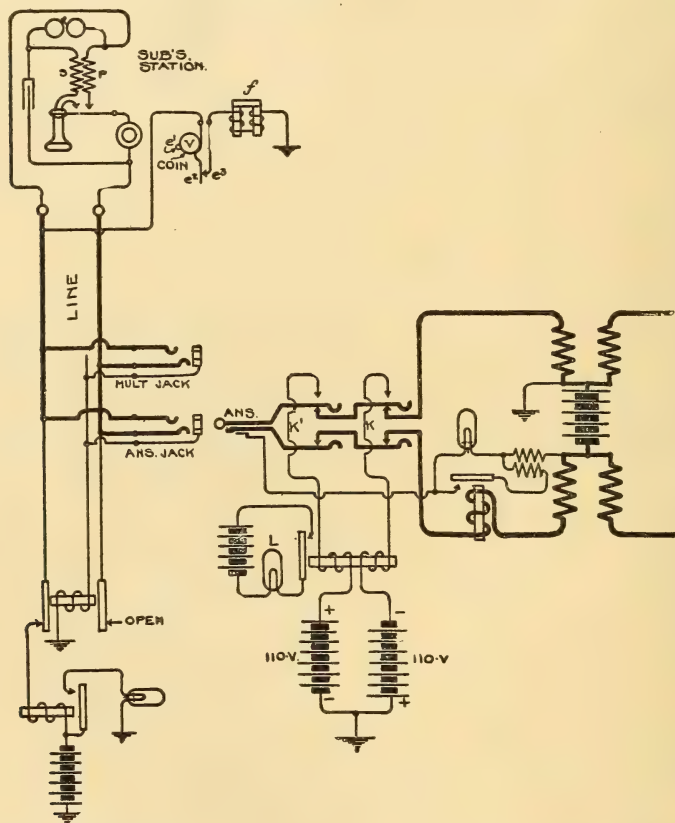 SUB'S.
STATION.
S
P
f
e'
V
COIN
e²
e³
LINE
MULT JACK
ANS.
K'
K
ANS. JACK
L
OPEN
+
-
110-V.
110-V
-
+